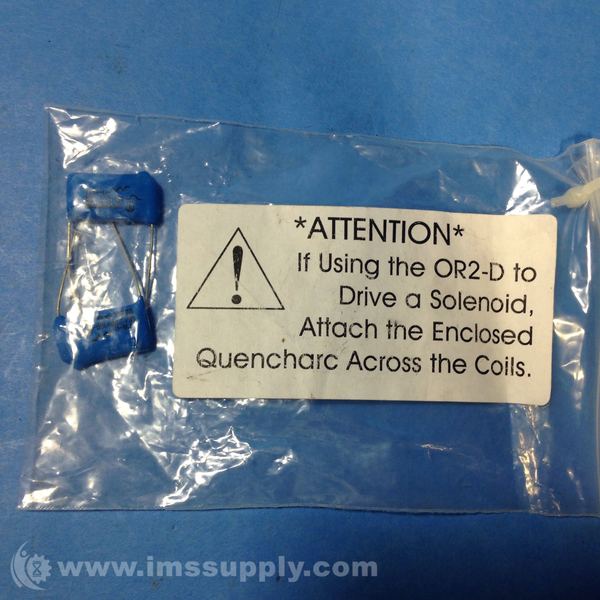 *ATTENTION*
If Using the OR2-D to
Drive a Solenoid,
Attach the Enclosed
Quencharc Across the Coils.
www.imssupply.com